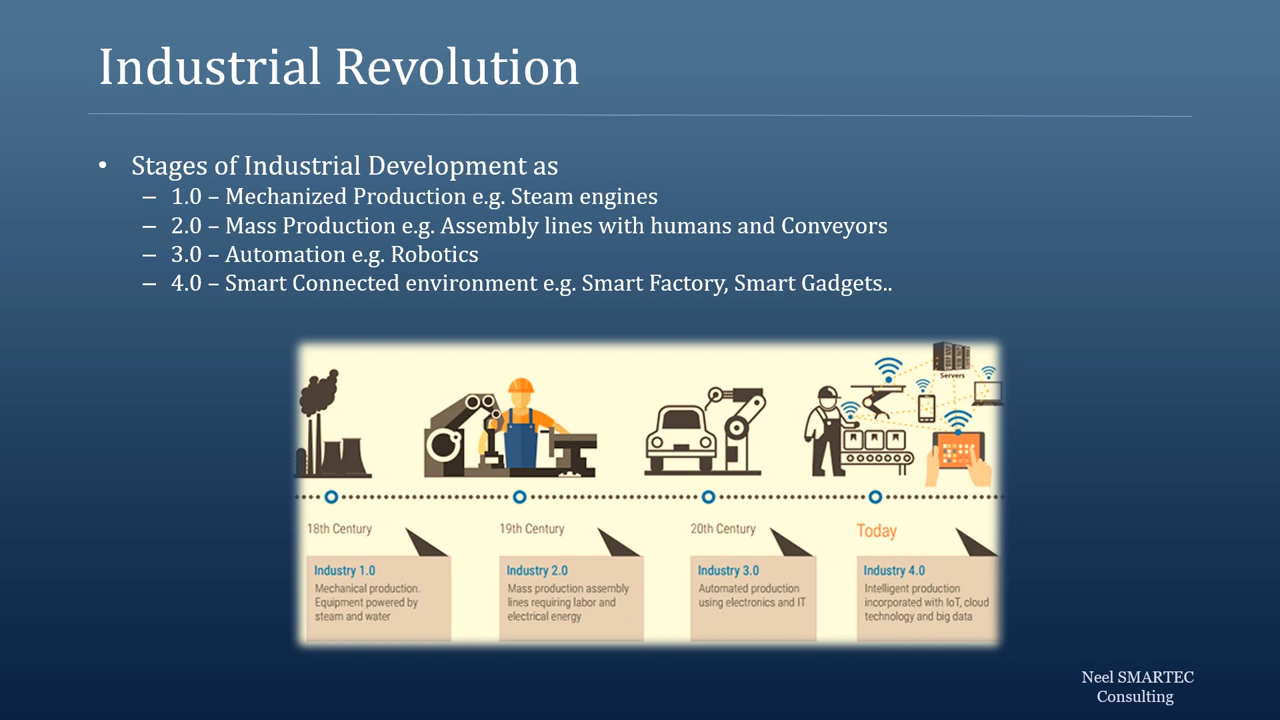 Industrial Revolution
• Stages of Industrial Development as
– 1.0 – Mechanized Production e.g. Steam engines
– 2.0 – Mass Production e.g. Assembly lines with humans and Conveyors
– 3.0 – Automation e.g. Robotics
– 4.0 – Smart Connected environment e.g. Smart Factory, Smart Gadgets..
Servers
18th Century
19th Century
20th Century
Today
Industry 1.0
Mechanical production.
Equipment powered by
steam and water
Industry 2.0
Mass production assembly
lines requiring labor and
electrical energy
Industry 3.0
Automated production
using electronics and IT
Industry 4.0
Intelligent production
incorporated with IoT, cloud
technology and big data
Neel SMARTEC
Consulting